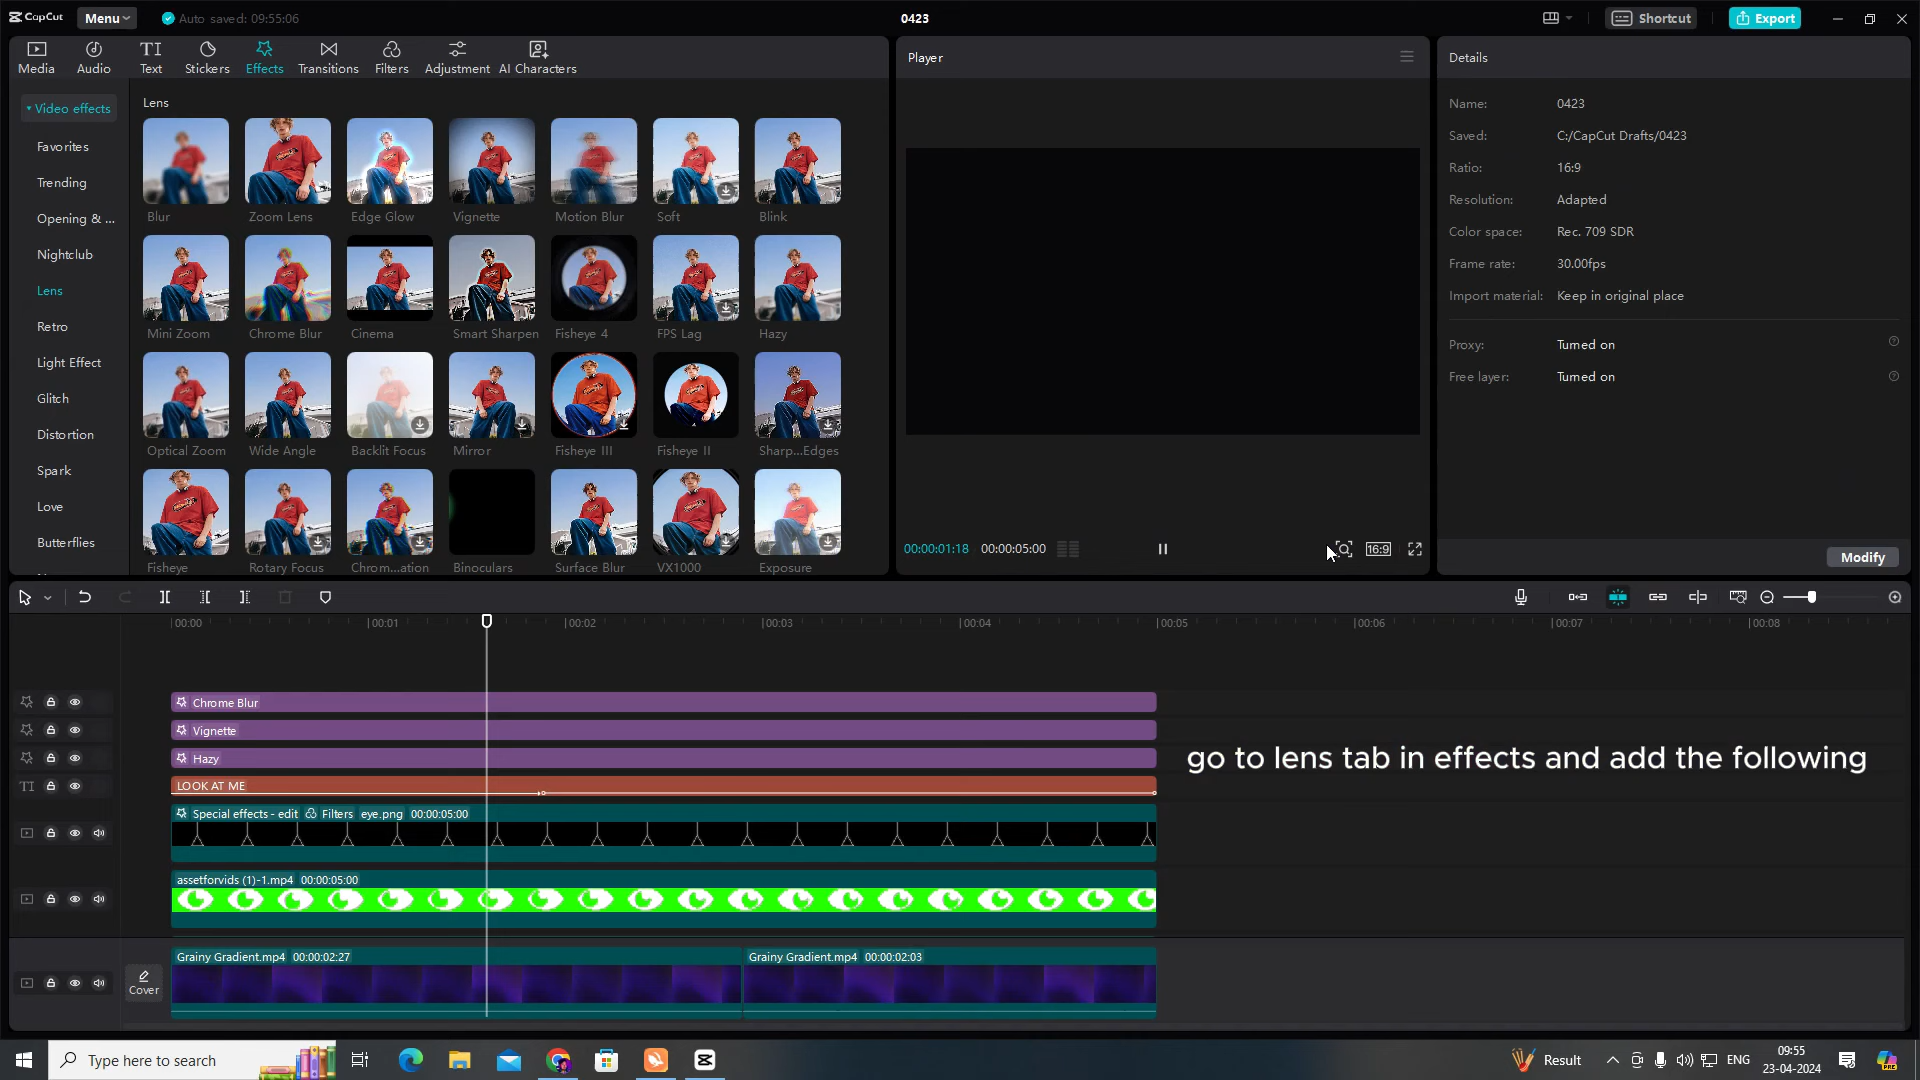 CapCut
Menu
Auto saved: 09:55:06
0423
Shortcut
Export
Media
Audio
TI
Text
Stickers
Effects
Transitions
Filters
Adjustment
AI Characters
Video effects
Favorites
Trending
Opening & ...
Nightclub
Lens
Retro
Light Effect
Glitch
Distortion
Spark
Love
Butterflies
Lens
Blur
Zoom Lens
Edge Glow
Vignette
Motion Blur
Soft
Blink
Mini Zoom
Chrome Blur
Cinema
Smart Sharpen
Fisheye 4
FPS Lag
Hazy
Optical Zoom
Wide Angle
Backlit Focus
Mirror
Fisheye III
Fisheye II
Sharp...Edges
Fisheye
Rotary Focus
Chrom...ation
Binoculars
Surface Blur
VX1000
Exposure
Player
00:00:01:18
00:00:05:00
16:9
Details
Name: 0423
Saved: C:/CapCut Drafts/0423
Ratio: 16:9
Resolution: Adapted
Color space: Rec. 709 SDR
Frame rate: 30.00fps
Import material: Keep in original place
Proxy: Turned on
Free layer: Turned on
Modify
00:00
00:01
00:02
00:03
00:04
00:05
00:06
00:07
00:08
Chrome Blur
Vignette
Hazy
TI
LOOK AT ME
Special effects - edit Filters eye.png 00:00:05:00
assetforvids (1)-1.mp4 00:00:05:00
Cover
Grainy Gradient.mp4 00:00:02:27
Grainy Gradient.mp4 00:00:02:03
go to lens tab in effects and add the following
Type here to search
Result
ENG
09:55
23-04-2024